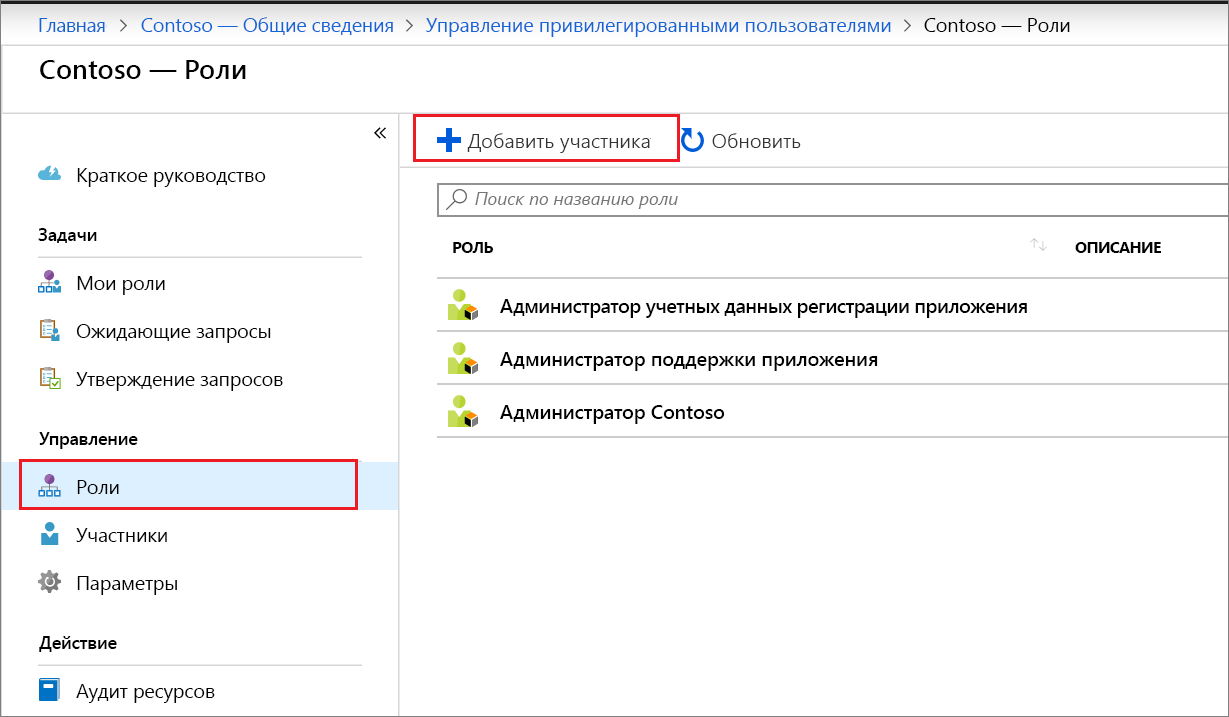 Главная > Contoso — Общие сведения > Управление привилегированными пользователями > Contoso — Роли
Contoso — Роли
«
Краткое руководство
Задачи
Мои роли
Ожидающие запросы
Утверждение запросов
Управление
Роли
Участники
Параметры
Действие
Аудит ресурсов
Добавить участника Обновить
Поиск по названию роли
РОЛЬ ↑↓ ОПИСАНИЕ
Администратор учетных данных регистрации приложения
Администратор поддержки приложения
Администратор Contoso